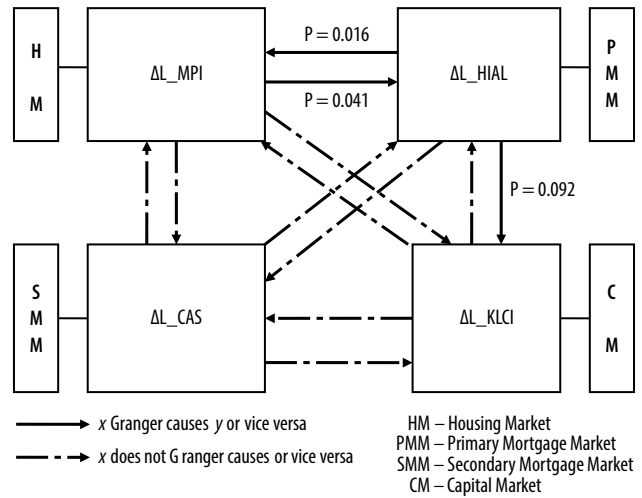 H
M
ΔL_MPI
P = 0.016
P = 0.041
ΔL_HIAL
P
M
M
P = 0.092
S
M
M
ΔL_CAS
ΔL_KLCI
C
M
x Granger causes y or vice versa
x does not G ranger causes or vice versa
HM – Housing Market
PMM – Primary Mortgage Market
SMM – Secondary Mortgage Market
CM – Capital Market